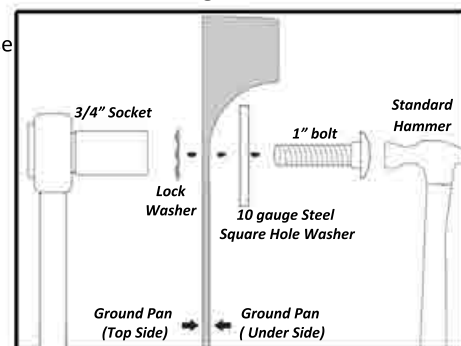 e
3/4” Socket
Standard
Hammer
1” bolt
Lock
Washer
10 gauge Steel
Square Hole Washer
Ground Pan
(Top Side)
Ground Pan
( Under Side)